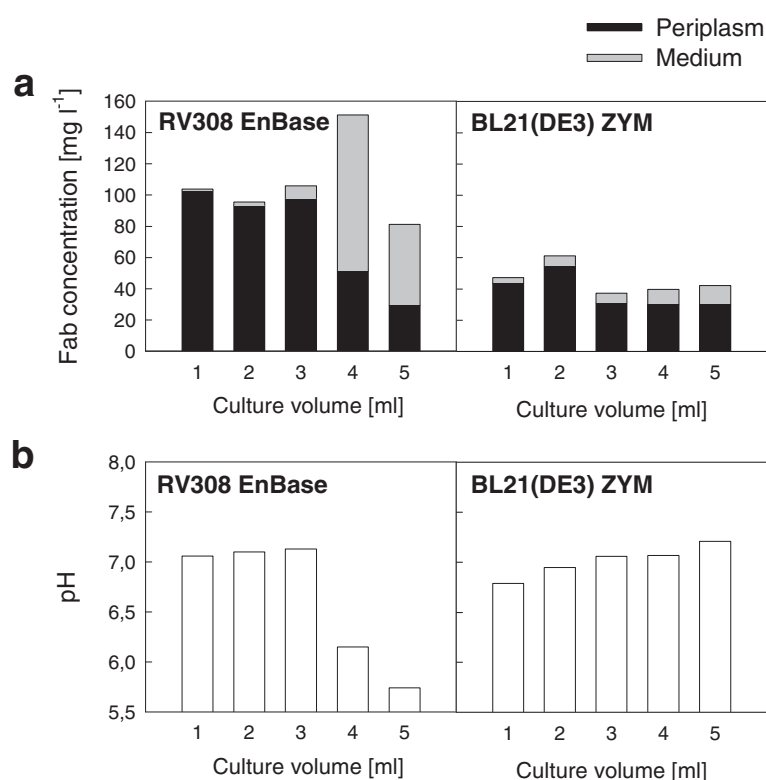 Periplasm
Medium
a
Fab concentration [mg l⁻¹]
160
140
120
100
80
60
40
20
0
RV308 EnBase
BL21(DE3) ZYM
1 2 3 4 5 1 2 3 4 5
Culture volume [ml] Culture volume [ml]
b
pH
8,0
7,5
7,0
6,5
6,0
5,5
RV308 EnBase
BL21(DE3) ZYM
1 2 3 4 5 1 2 3 4 5
Culture volume [ml] Culture volume [ml]